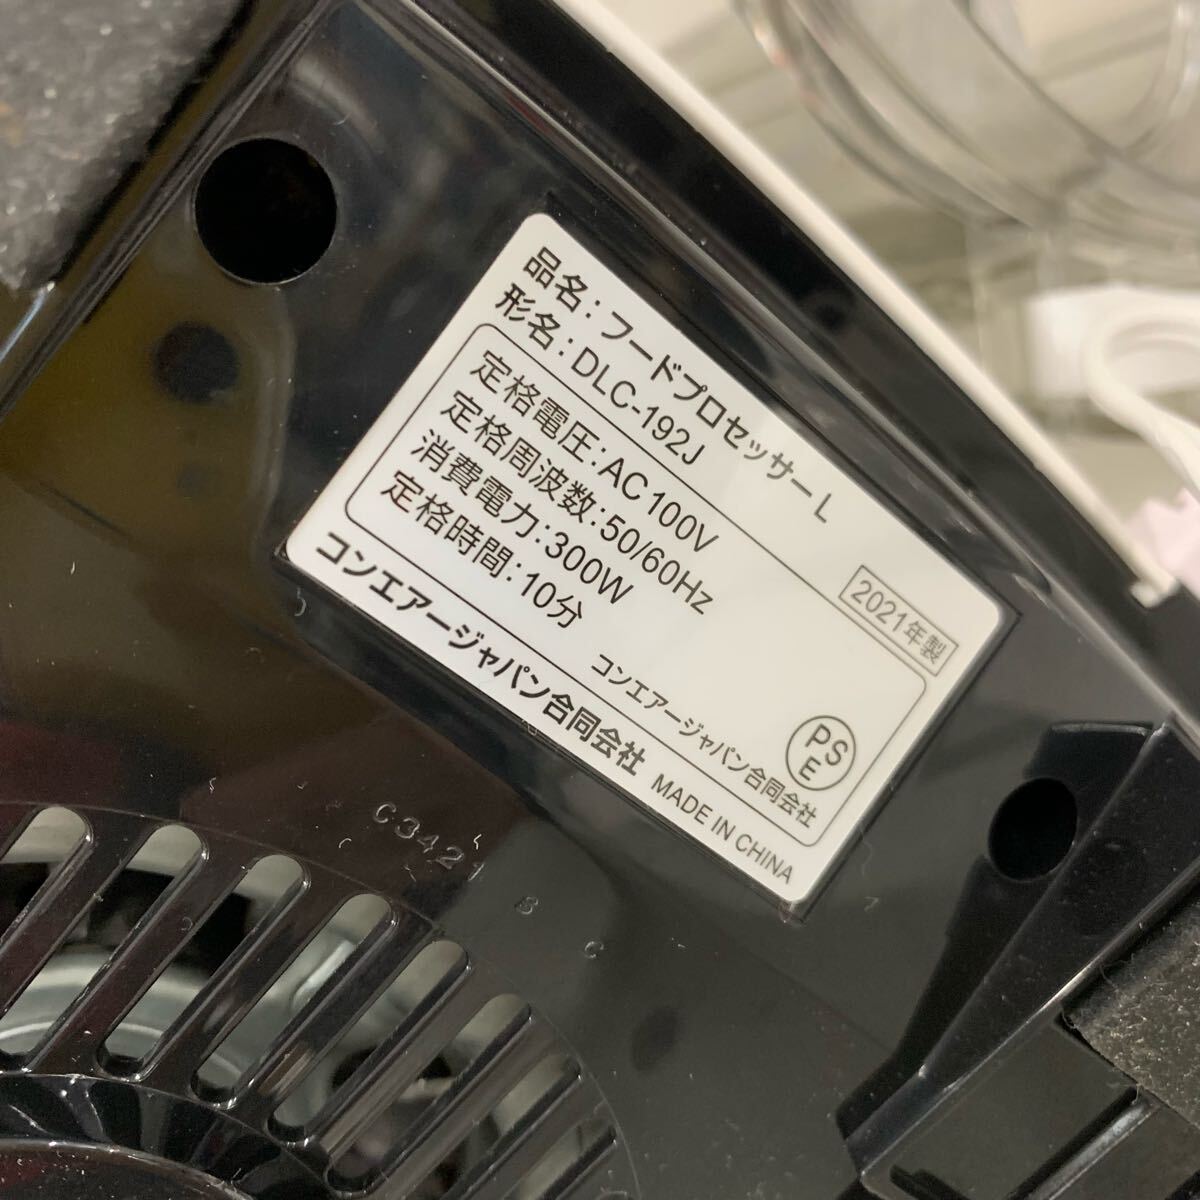 品名：フードプロセッサーL
形名：DLC-192J
2021年製
定格電圧：AC100V
定格周波数：50/60Hz
消費電力：300W
定格時間：10分
コンエアージャパン合同会社
PS
E
コンエアージャパン合同会社 MADE IN CHINA
C3421
B
C